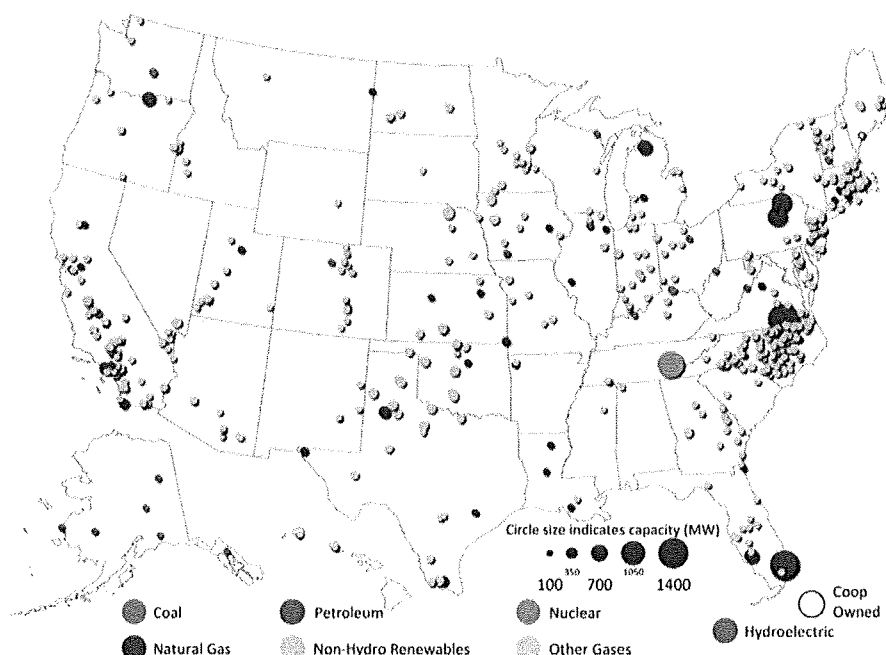 Circle size indicates capacity (MW)
350 1050
100 700 1400
Coal Petroleum Nuclear Coop Owned
Natural Gas Non-Hydro Renewables Other Gases Hydroelectric